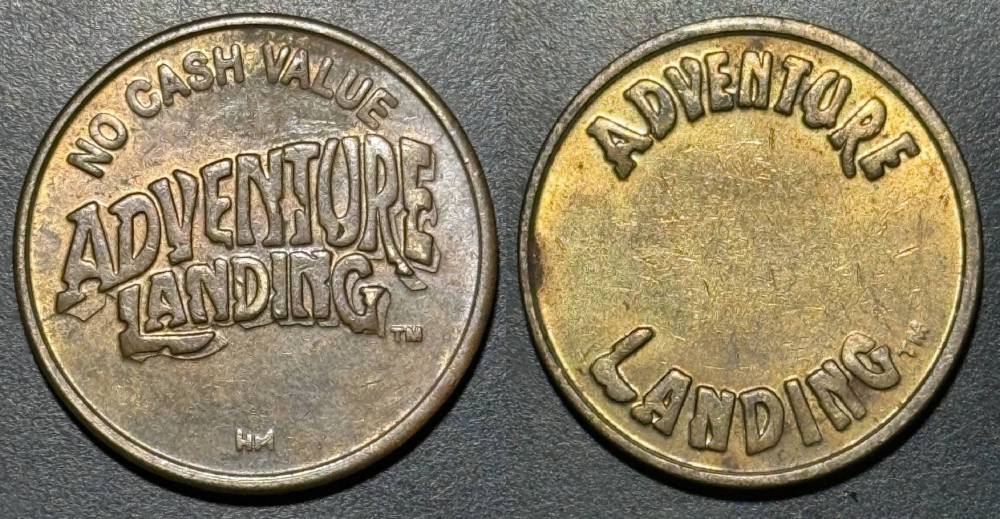 NO CASH VALUE
ADVENTURE
LANDING
TM
HM
ADVENTURE
LANDING TM